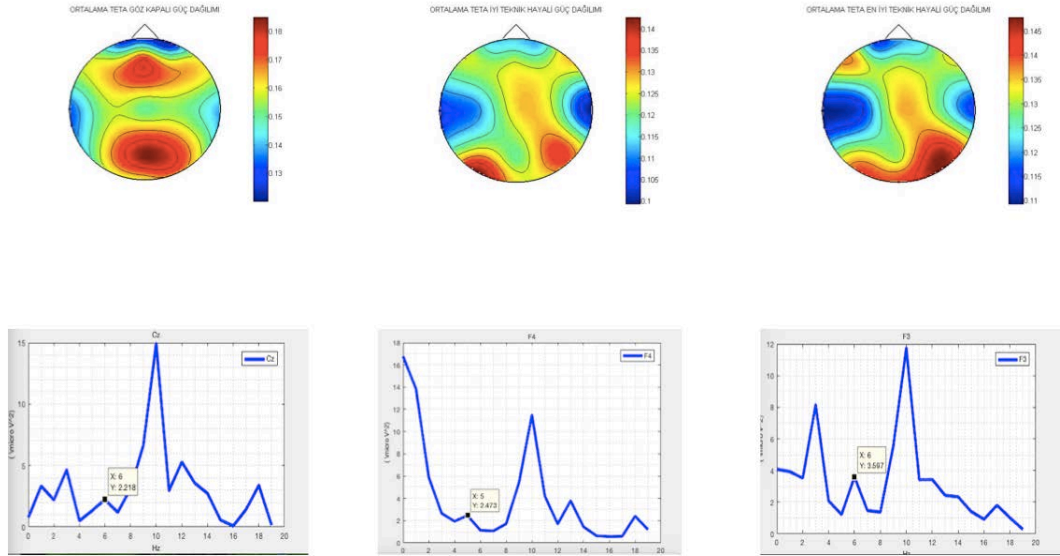 ORTALAMA TETA GÖZ KAPALI GÜÇ DAĞILIMI
0.18
0.17
0.16
0.15
0.14
0.13
ORTALAMA TETA İYİ TEKNİK HAYALİ GÜÇ DAĞILIMI
0.14
0.135
0.13
0.125
0.12
0.115
0.11
0.105
0.1
ORTALAMA TETA EN İYİ TEKNİK HAYALİ GÜÇ DAĞILIMI
0.145
0.14
0.135
0.13
0.125
0.12
0.115
0.11
Cz
15
10
5
0
( Vmicro V^2)
Cz
X: 6
Y: 2.218
0 2 4 6 8 10 12 14 16 18 20
Hz
F4
18
16
14
12
10
8
6
4
2
0
F4
X: 5
Y: 2.473
0 2 4 6 8 10 12 14 16 18 20
F3
12
10
8
6
4
2
0
F3
X: 6
Y: 3.597
0 2 4 6 8 10 12 14 16 18 20
Hz